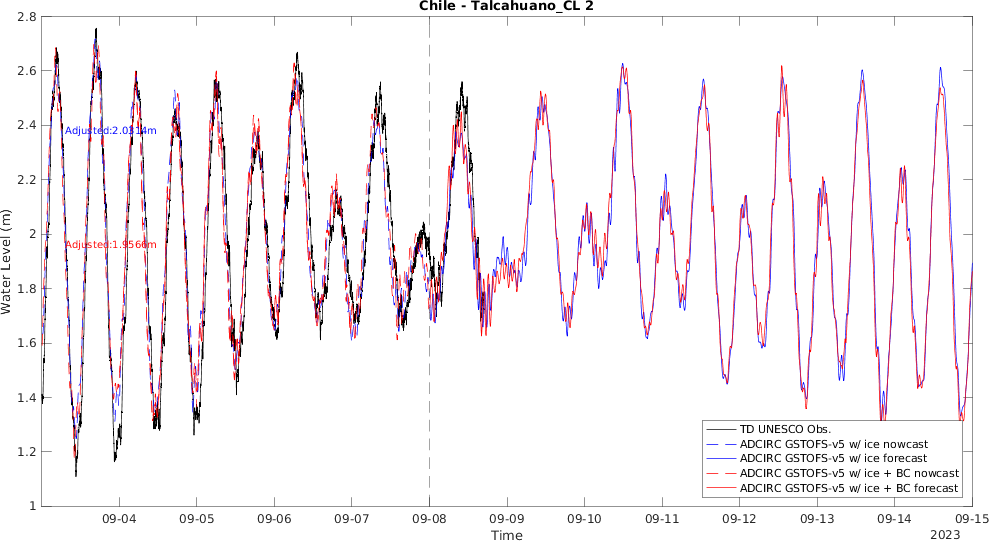 Chile - Talcahuano_CL 2
Water Level (m)
2.8
2.6
2.4
2.2
2
1.8
1.6
1.4
1.2
1
Adjusted:2.0314m
Adjusted:1.9566m
TD UNESCO Obs.
ADCIRC GSTOFS-v5 w/ ice nowcast
ADCIRC GSTOFS-v5 w/ ice forecast
ADCIRC GSTOFS-v5 w/ ice + BC nowcast
ADCIRC GSTOFS-v5 w/ ice + BC forecast
09-04 09-05 09-06 09-07 09-08 09-09 09-10 09-11 09-12 09-13 09-14 09-15
Time
2023